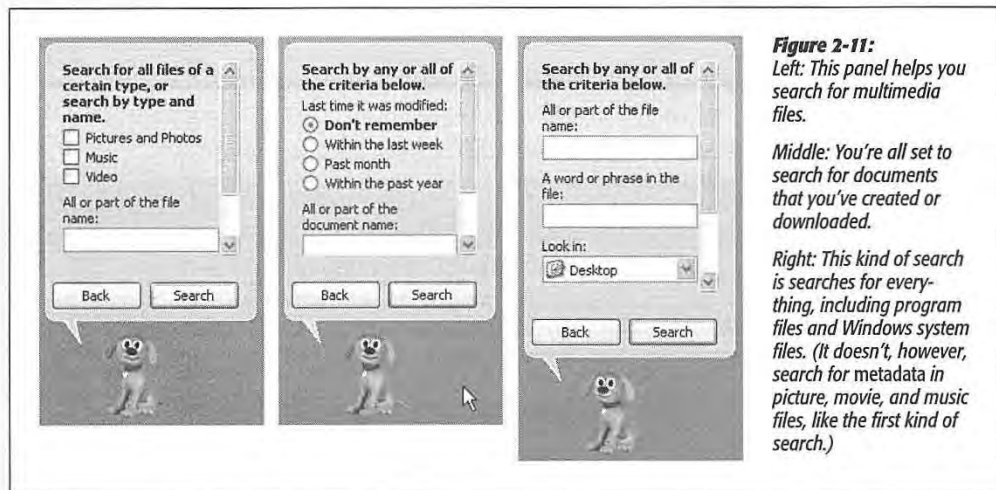 Search for all files of a
certain type, or
search by type and
name.
Pictures and Photos
Music
Video
All or part of the file
name:
Back
Search
Search by any or all of
the criteria below.
Last time it was modified:
Don't remember
Within the last week
Past month
Within the past year
All or part of the
document name:
Back
Search
Search by any or all of
the criteria below.
All or part of the file
name:
A word or phrase in the
file:
Look in:
Desktop
Back
Search
Figure 2-11:
Left: This panel helps you
search for multimedia
files.
Middle: You're all set to
search for documents
that you've created or
downloaded.
Right: This kind of search
is searches for every-
thing, including program
files and Windows system
files. (It doesn't, however,
search for metadata in
picture, movie, and music
files, like the first kind of
search.)